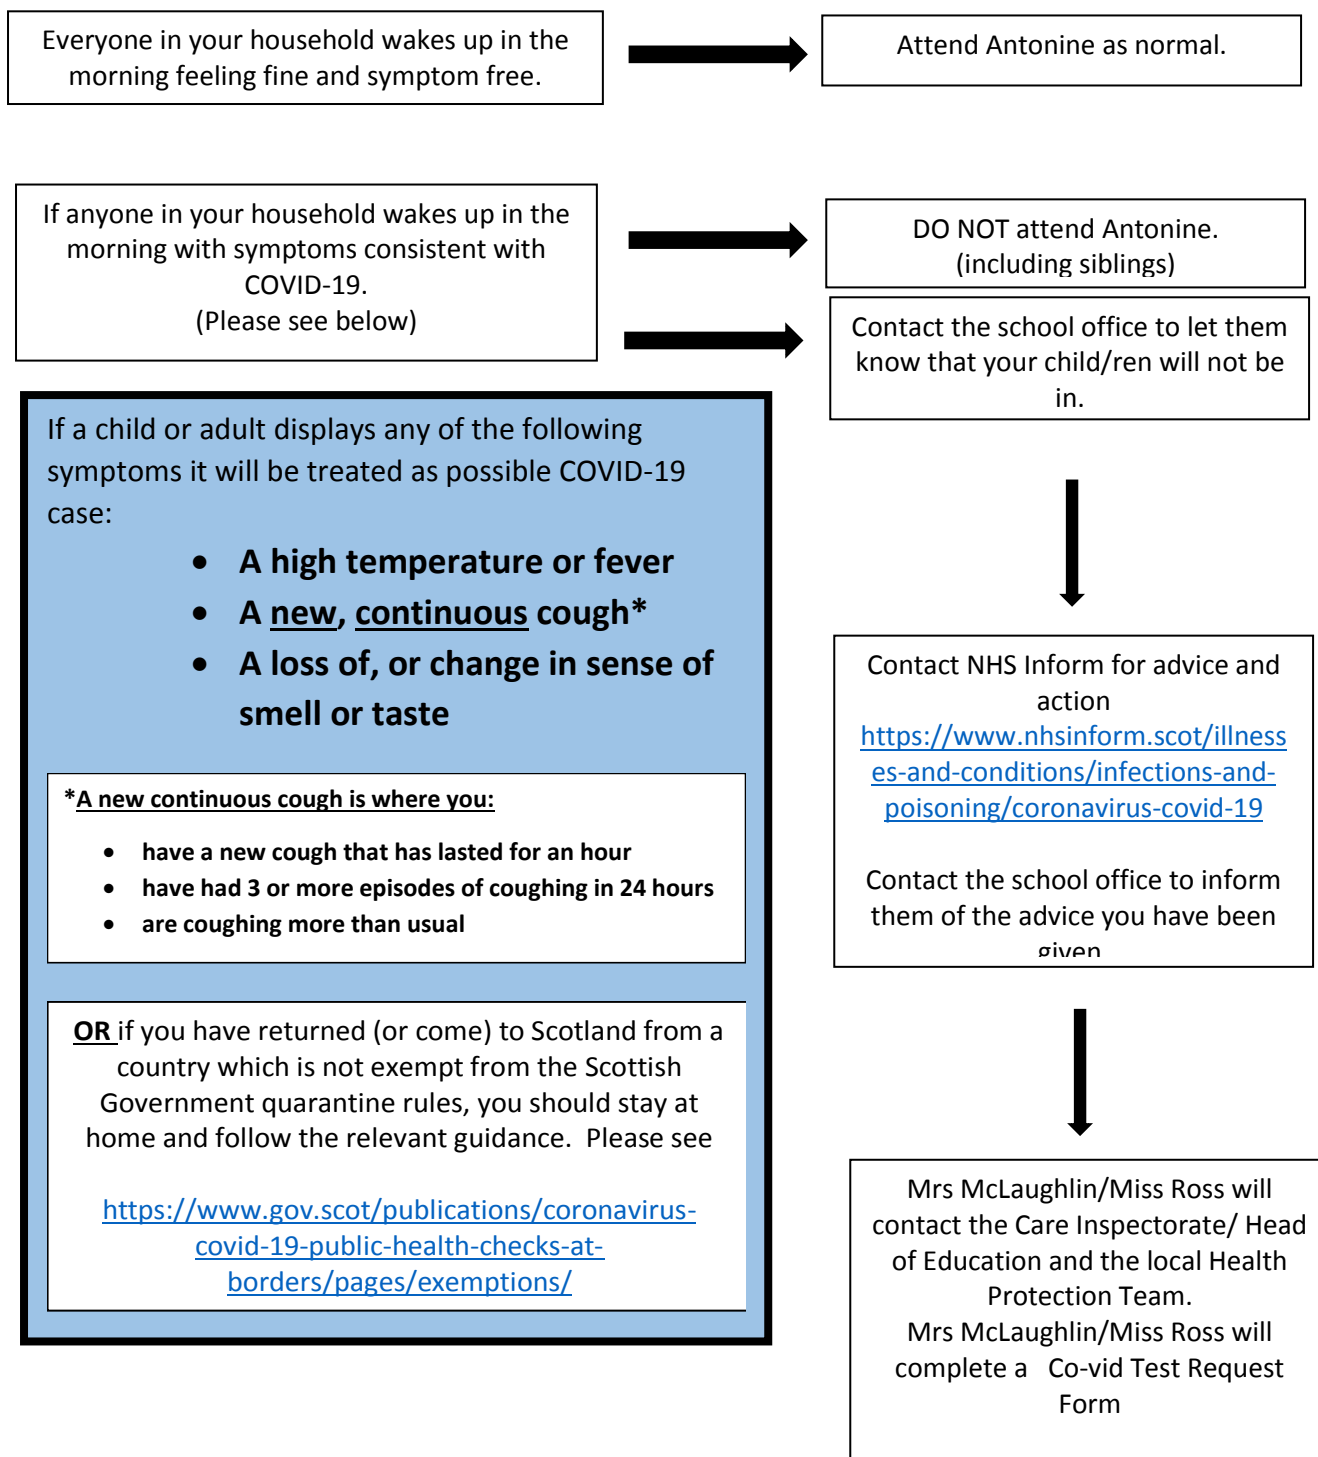 Everyone in your household wakes up in the
morning feeling fine and symptom free.
Attend Antonine as normal.
If anyone in your household wakes up in the
morning with symptoms consistent with
COVID-19.
(Please see below)
DO NOT attend Antonine.
(including siblings)
Contact the school office to let them
know that your child/ren will not be
in.
If a child or adult displays any of the following
symptoms it will be treated as possible COVID-19
case:
• A high temperature or fever
• A new, continuous cough*
• A loss of, or change in sense of
smell or taste
*A new continuous cough is where you:
• have a new cough that has lasted for an hour
• have had 3 or more episodes of coughing in 24 hours
• are coughing more than usual
OR if you have returned (or come) to Scotland from a
country which is not exempt from the Scottish
Government quarantine rules, you should stay at
home and follow the relevant guidance.  Please see
https://www.gov.scot/publications/coronavirus-
covid-19-public-health-checks-at-
borders/pages/exemptions/
Contact NHS Inform for advice and
action
https://www.nhsinform.scot/illness
es-and-conditions/infections-and-
poisoning/coronavirus-covid-19
Contact the school office to inform
them of the advice you have been
given
Mrs McLaughlin/Miss Ross will
contact the Care Inspectorate/ Head
of Education and the local Health
Protection Team.
Mrs McLaughlin/Miss Ross will
complete a   Co-vid Test Request
Form